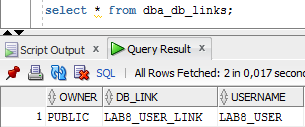 select * from dba_db_links;
Script Output × Query Result ×
SQL | All Rows Fetched: 2 in 0,017 second
OWNER DB_LINK USERNAME
1 PUBLIC LAB8_USER_LINK LAB8_USER